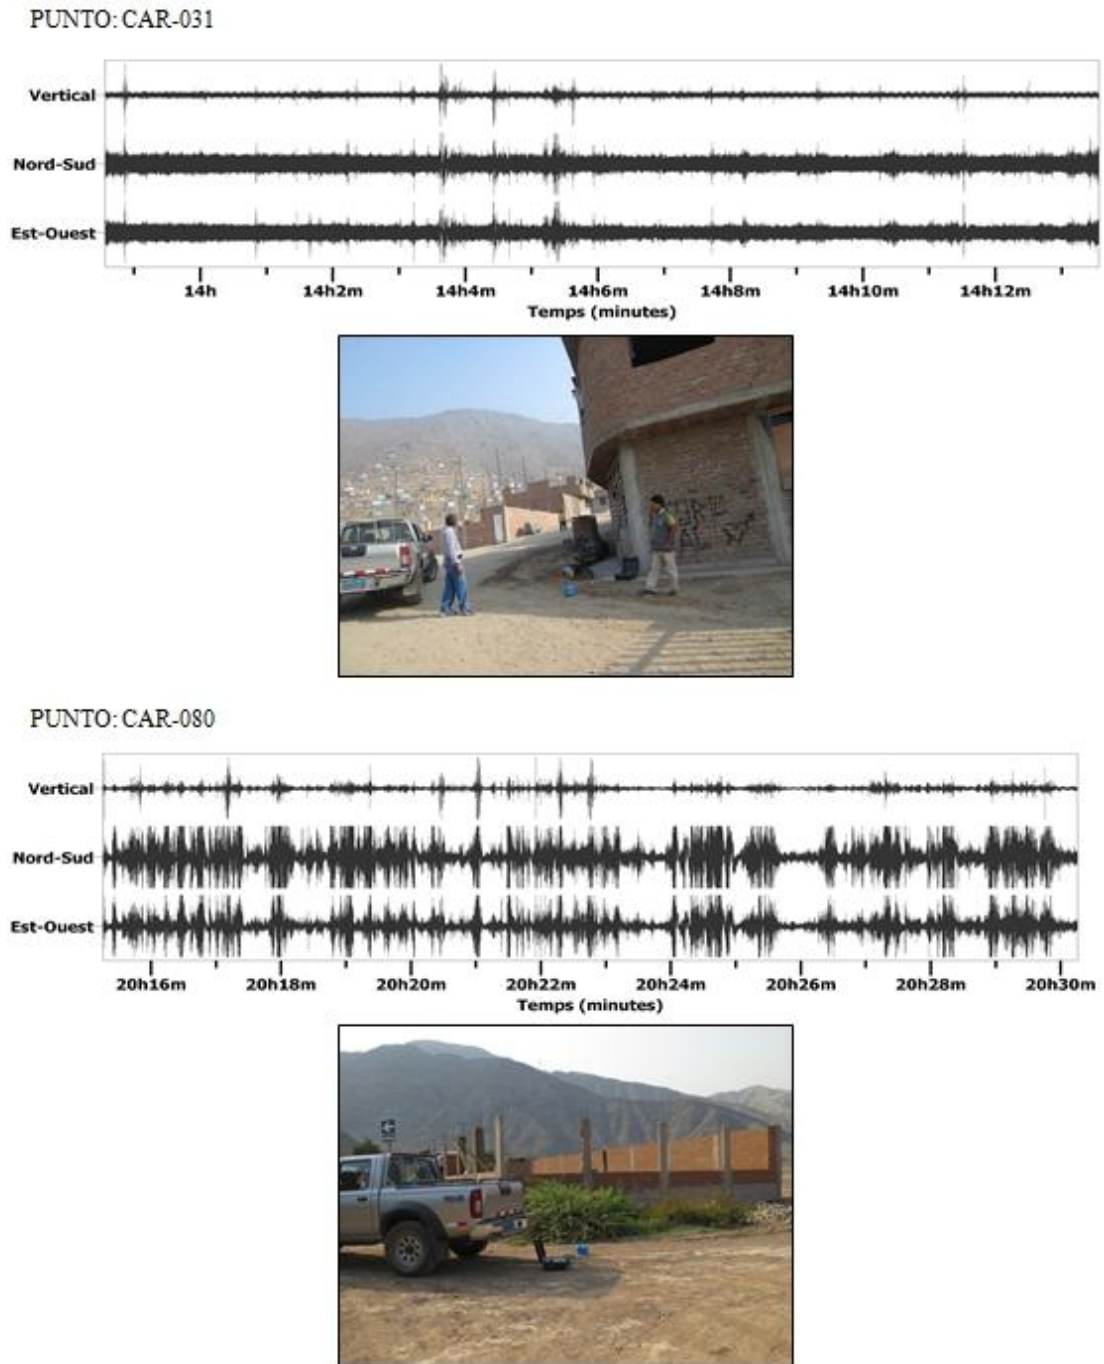 PUNTO: CAR-031
Vertical
Nord-Sud
Est-Ouest
14h 14h2m 14h4m 14h6m 14h8m 14h10m 14h12m
Temps (minutes)
PUNTO: CAR-080
Vertical
Nord-Sud
Est-Ouest
20h16m 20h18m 20h20m 20h22m 20h24m 20h26m 20h28m 20h30m
Temps (minutes)